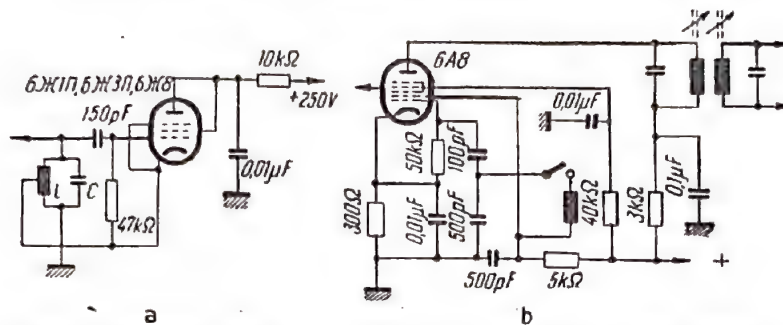 6Ж1П,6Ж3П,6Ж8
150pF
10kΩ
+250V
0,01µF
L
C
47kΩ
a
6A8
0,01µF
50kΩ
100pF
300Ω
0,01µF
500pF
40kΩ
3kΩ
0,1µF
500pF
5kΩ
+
b